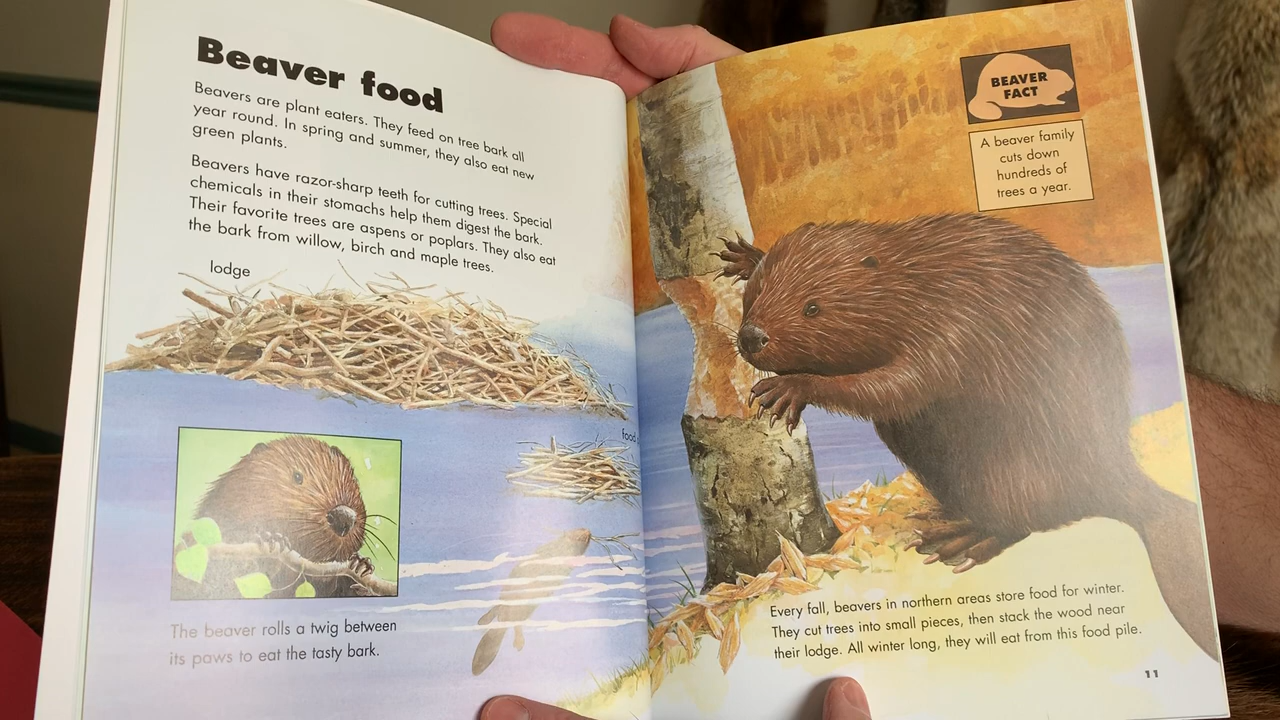 Beaver food
Beavers are plant eaters. They feed on tree bark all
year round. In spring and summer, they also eat new
green plants.
Beavers have razor-sharp teeth for cutting trees. Special
chemicals in their stomachs help them digest the bark.
Their favorite trees are aspens or poplars. They also eat
the bark from willow, birch and maple trees.
lodge
food
The beaver rolls a twig between
its paws to eat the tasty bark.
BEAVER
FACT
A beaver family
cuts down
hundreds of
trees a year.
Every fall, beavers in northern areas store food for winter.
They cut trees into small pieces, then stack the wood near
their lodge. All winter long, they will eat from this food pile.
11